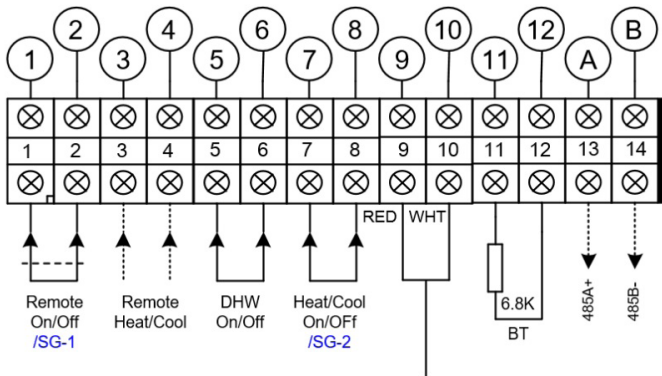 1 2 3 4 5 6 7 8 9 10 11 12 A B
1 2 3 4 5 6 7 8 9 10 11 12 13 14
RED WHT
6.8K
BT
485A+
485B-
Remote
On/Off
/SG-1
Remote
Heat/Cool
DHW
On/Off
Heat/Cool
On/OFf
/SG-2